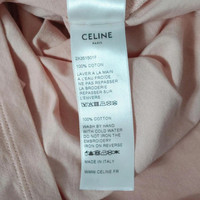 CELINE
PARIS
100% COTTON
LAVER A LA MAIN
A L'EAU FROIDE
NE PAS REPASSER
LA BRODERIE
REPASSER SUR
L'ENVERS
100% COTTON
WASH BY HAND
WITH COLD WATER
DO NOT IRON THE
EMBROIDERY
IRON ON REVERSE
MADE IN ITALY
WWW.CELINE.FR